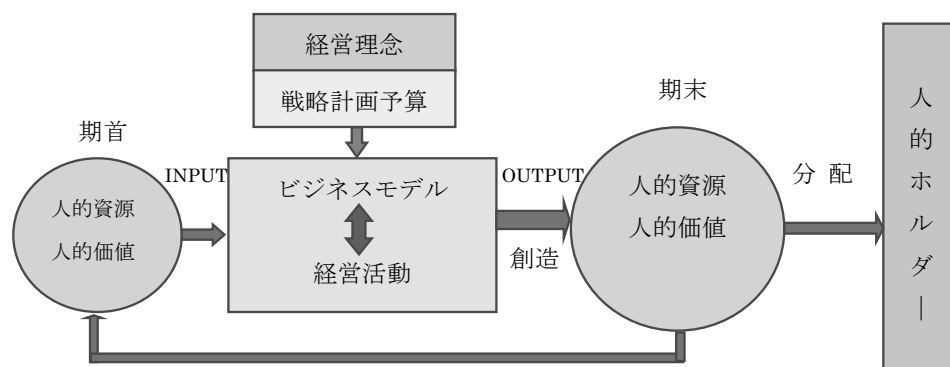 経営理念
戦略計画予算
期首
期末
INPUT
ビジネスモデル
経営活動
人的資源
人的価値
OUTPUT
創造
人的資源
人的価値
分 配
人的ホルダー